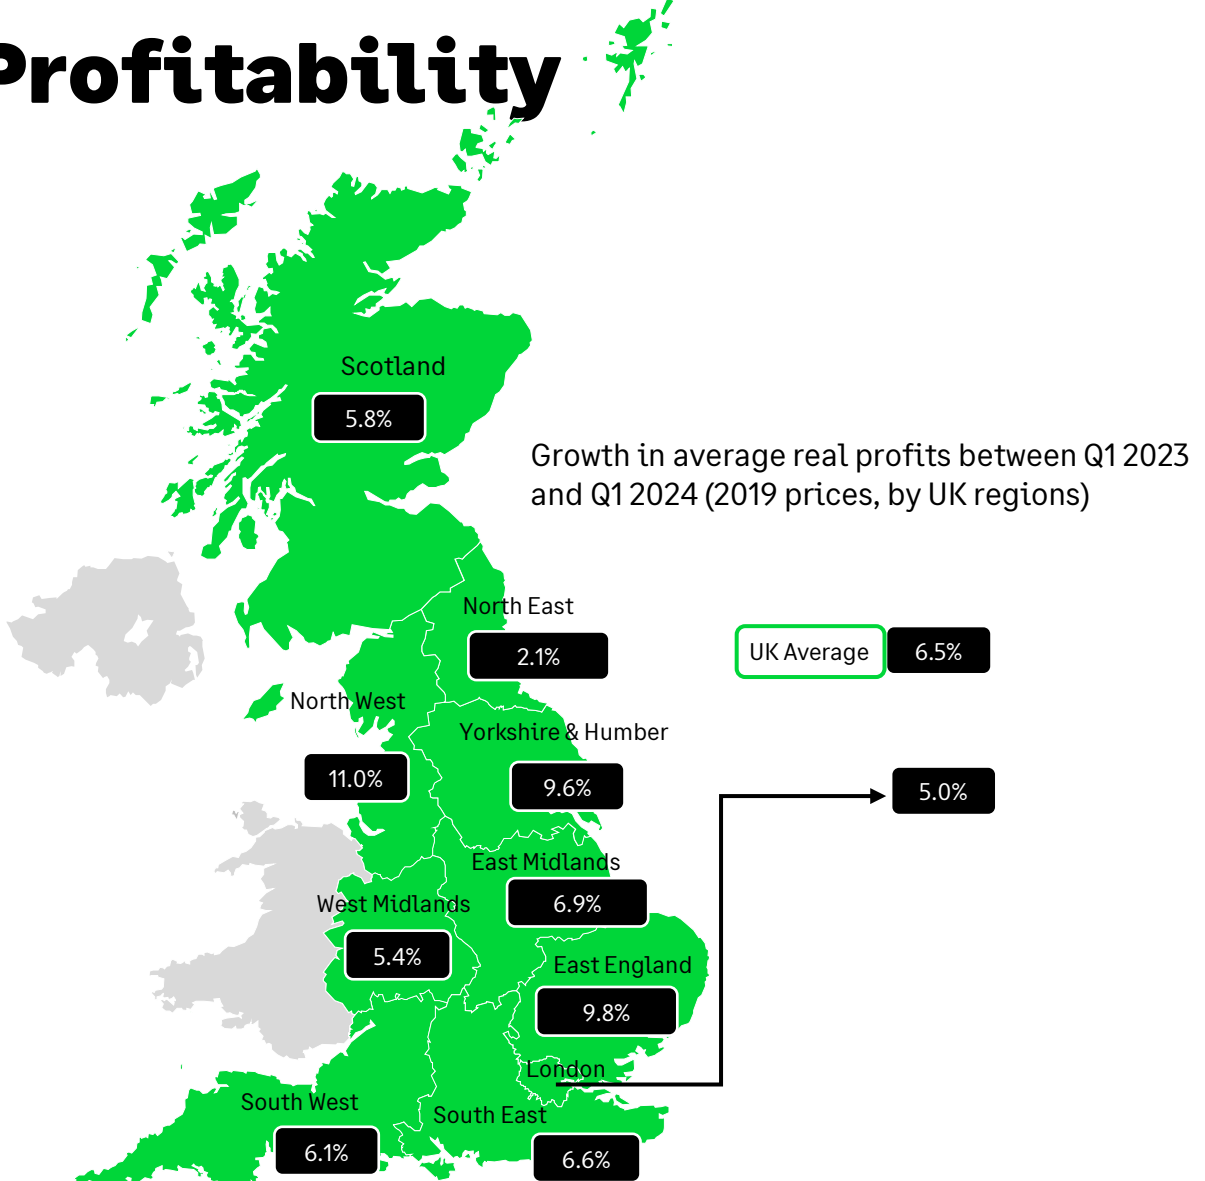 Profitability
Scotland
5.8%
Growth in average real profits between Q1 2023
and Q1 2024 (2019 prices, by UK regions)
North East
2.1%
UK Average
6.5%
North West
11.0%
Yorkshire & Humber
9.6%
5.0%
East Midlands
6.9%
West Midlands
5.4%
East England
9.8%
London
South West
6.1%
South East
6.6%